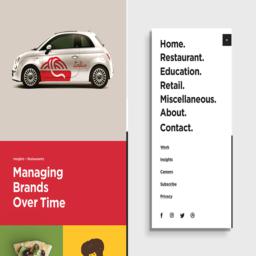 Insights – Restaurants
Managing
Brands
Over Time
Home.
Restaurant.
Education.
Retail.
Miscellaneous.
About.
Contact.
Work
Insights
Careers
Subscribe
Privacy